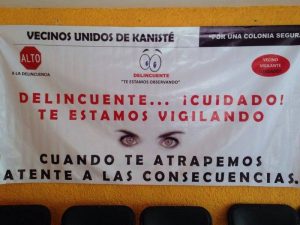 VECINOS UNIDOS DE KANISTÉ
"POR UNA COLONIA SEGURA
ALTO
A LA DELINCUENCIA
DELINCUENTE
"TE ESTAMOS OBSERVANDO"
VECINO
VIGILANTE
DELINCUENTE... ¡CUIDADO!
TE ESTAMOS VIGILANDO
CUANDO TE ATRAPEMOS
ATENTE A LAS CONSECUENCIAS.